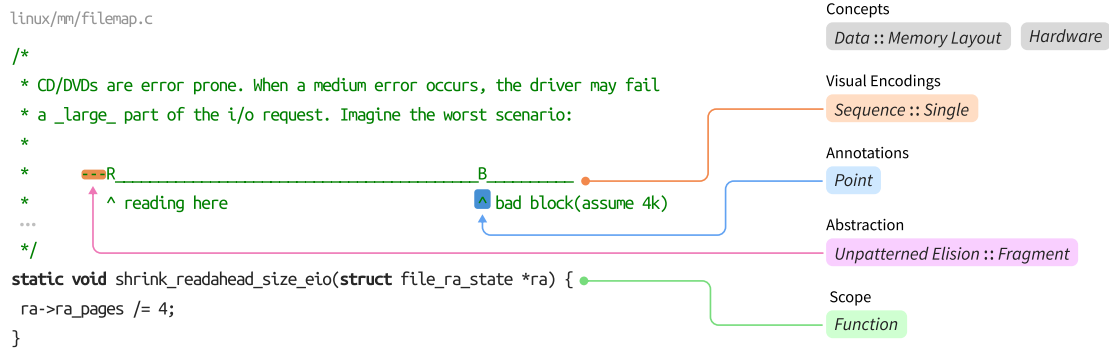 linux/mm/filemap.c
/*
 * CD/DVDs are error prone. When a medium error occurs, the driver may fail
 * a _large_ part of the i/o request. Imagine the worst scenario:
 *
 *      ---R__________________________________________B__________
 *         ^ reading here                             ^ bad block(assume 4k)
 ...
 */
static void shrink_readahead_size_eio(struct file_ra_state *ra) {
 ra->ra_pages /= 4;
}
Concepts
Data :: Memory Layout Hardware
Visual Encodings
Sequence :: Single
Annotations
Point
Abstraction
Unpatterned Elision :: Fragment
Scope
Function